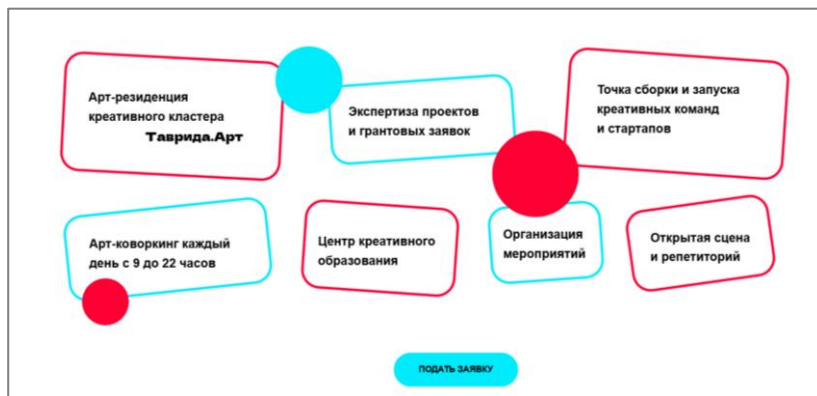 Арт-резиденция
креативного кластера
Таврида.Арт
Экспертиза проектов
и грантовых заявок
Точка сборки и запуска
креативных команд
и стартапов
Арт-коворкинг каждый
день с 9 до 22 часов
Центр креативного
образования
Организация
мероприятий
Открытая сцена
и репетиторий
ПОДАТЬ ЗАЯВКУ